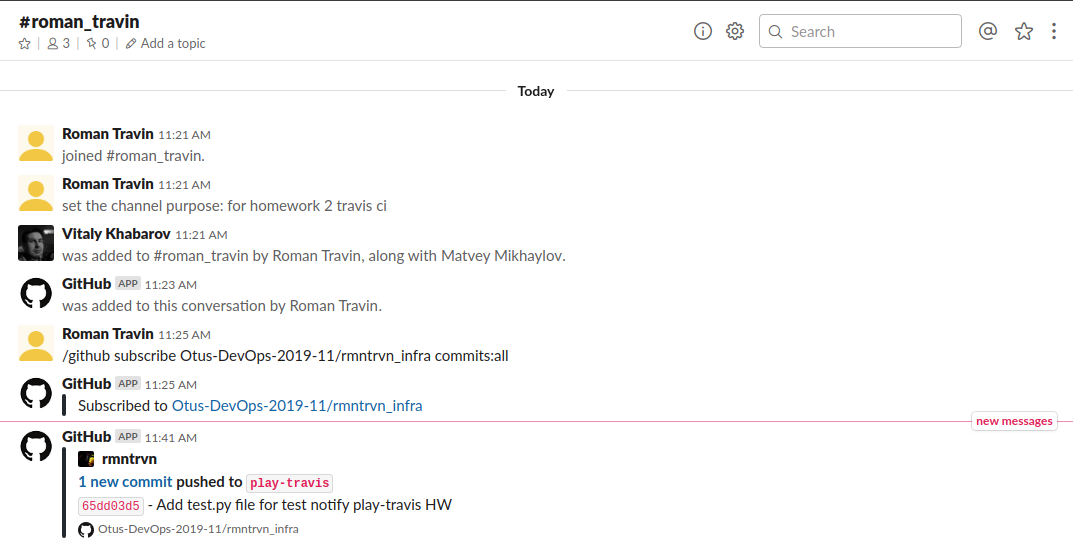 #roman_travin
3 | 0 | Add a topic
Search
Today
Roman Travin 11:21 AM
joined #roman_travin.
Roman Travin 11:21 AM
set the channel purpose: for homework 2 travis ci
Vitaly Khabarov 11:21 AM
was added to #roman_travin by Roman Travin, along with Matvey Mikhaylov.
GitHub APP 11:23 AM
was added to this conversation by Roman Travin.
Roman Travin 11:25 AM
/github subscribe Otus-DevOps-2019-11/rmntrvn_infra commits:all
GitHub APP 11:25 AM
Subscribed to Otus-DevOps-2019-11/rmntrvn_infra
new messages
GitHub APP 11:41 AM
rmntrvn
1 new commit pushed to play-travis
65dd03d5 - Add test.py file for test notify play-travis HW
Otus-DevOps-2019-11/rmntrvn_infra